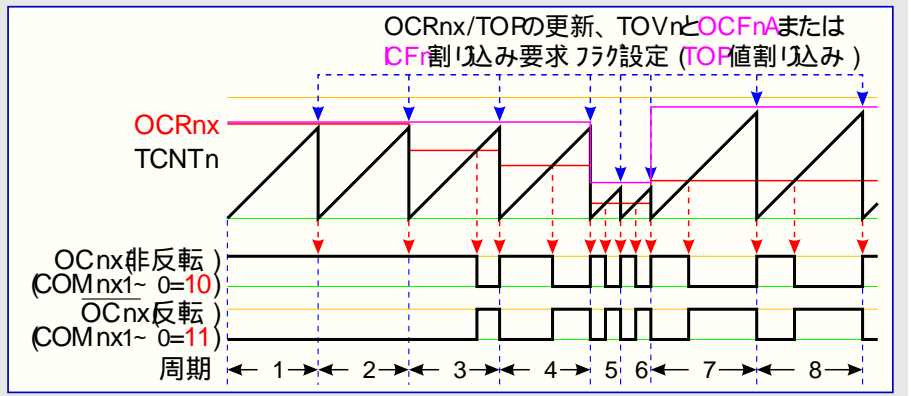 OCRnx/TOPの更新、TOVnとOCFnAまたは
ICFn割り込み要求フラグ設定 (TOP値割り込み)
OCRnx
TCNTn
OCnx(非反転)
(COMnx1~0=10)
OCnx(反転)
(COMnx1~0=11)
周期 1 2 3 4 5 6 7 8